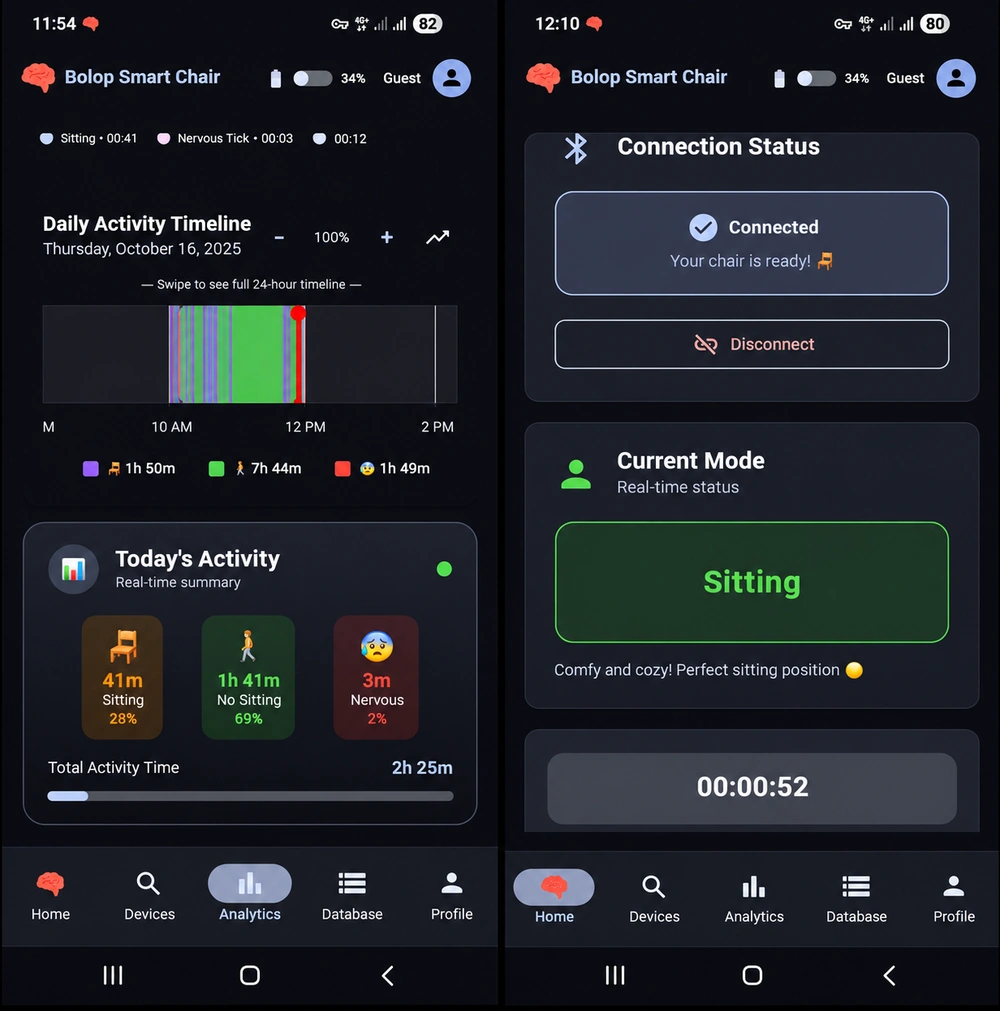 11:54
4G+
82
Bolop Smart Chair
34%
Guest
Sitting • 00:41
Nervous Tick • 00:03
00:12
Daily Activity Timeline
Thursday, October 16, 2025
– 100% +
— Swipe to see full 24-hour timeline —
M 10 AM 12 PM 2 PM
1h 50m 7h 44m 1h 49m
Today's Activity
Real-time summary
41m
Sitting
28%
1h 41m
No Sitting
69%
3m
Nervous
2%
Total Activity Time 2h 25m
Home Devices Analytics Database Profile
12:10
4G+
80
Bolop Smart Chair
34%
Guest
Connection Status
Connected
Your chair is ready!
Disconnect
Current Mode
Real-time status
Sitting
Comfy and cozy! Perfect sitting position
00:00:52
Home Devices Analytics Database Profile